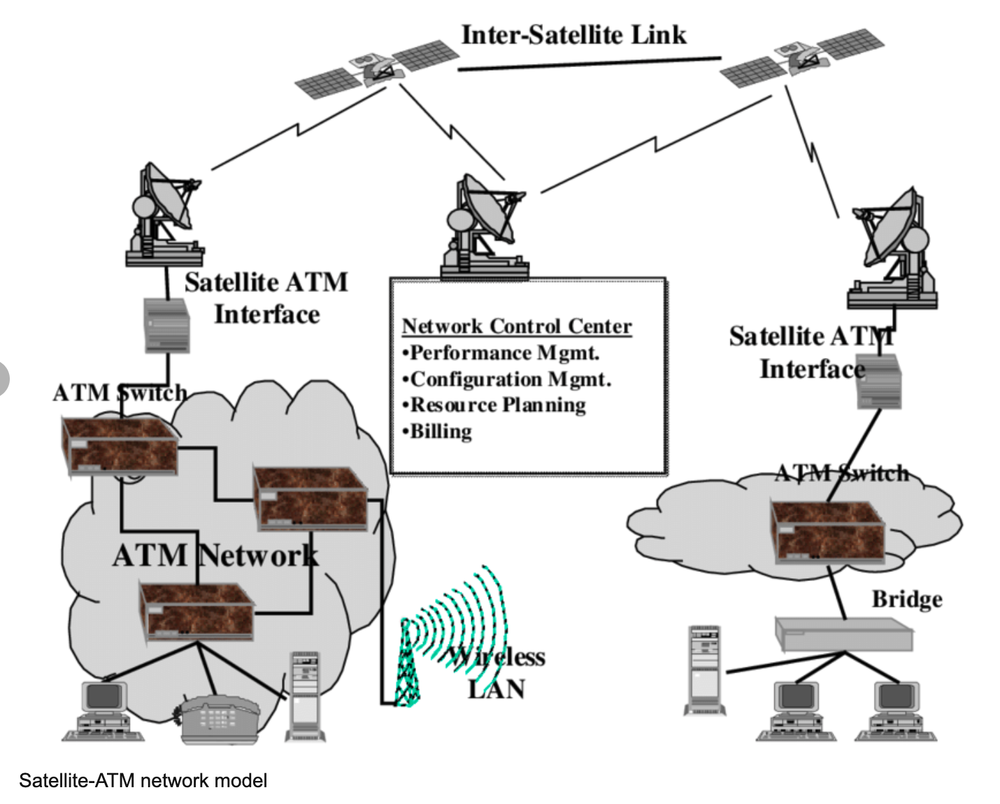 Inter-Satellite Link
Satellite ATM
Interface
Network Control Center
•Performance Mgmt.
•Configuration Mgmt.
•Resource Planning
•Billing
Satellite ATM
Interface
ATM Switch
ATM Switch
ATM Network
Bridge
Wireless
LAN
Satellite-ATM network model